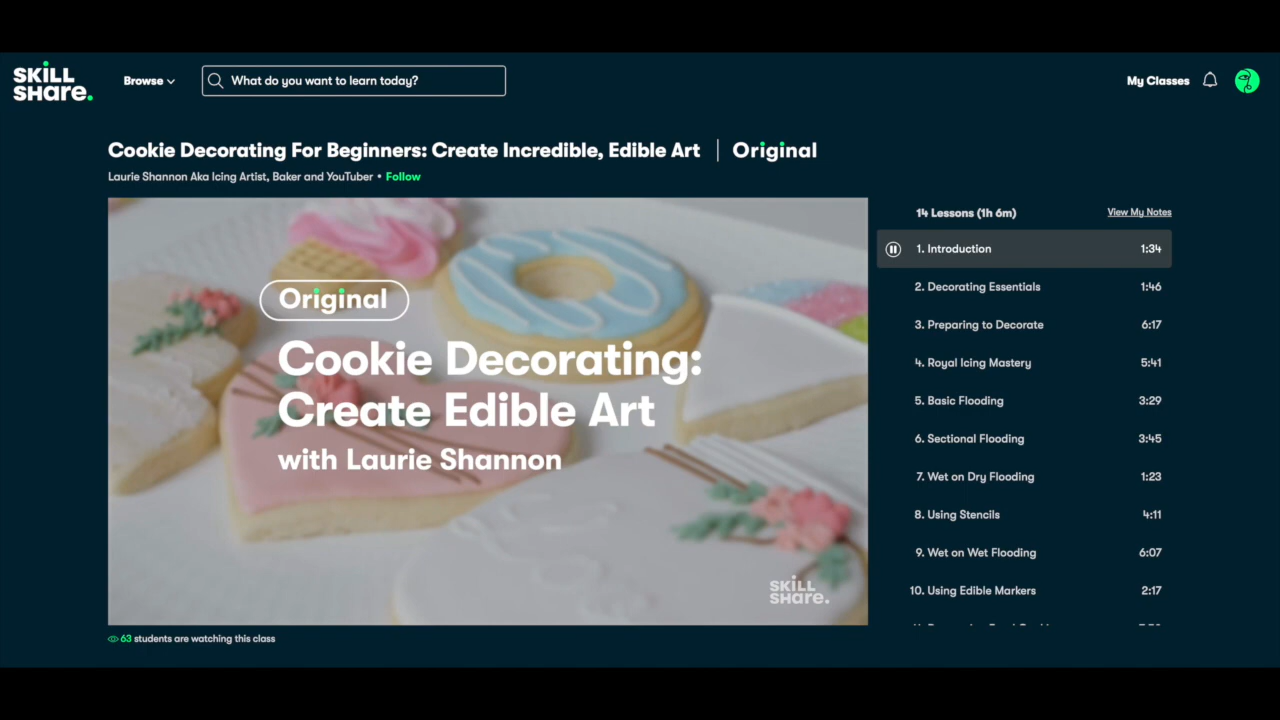 SKILL
SHare.
Browse
What do you want to learn today?
My Classes
Cookie Decorating For Beginners: Create Incredible, Edible Art | Original
Laurie Shannon Aka Icing Artist, Baker and YouTuber • Follow
Original
Cookie Decorating:
Create Edible Art
with Laurie Shannon
SKILL
SHare.
63 students are watching this class
14 Lessons (1h 6m) View My Notes
1. Introduction 1:34
2. Decorating Essentials 1:46
3. Preparing to Decorate 6:17
4. Royal Icing Mastery 5:41
5. Basic Flooding 3:29
6. Sectional Flooding 3:45
7. Wet on Dry Flooding 1:23
8. Using Stencils 4:11
9. Wet on Wet Flooding 6:07
10. Using Edible Markers 2:17